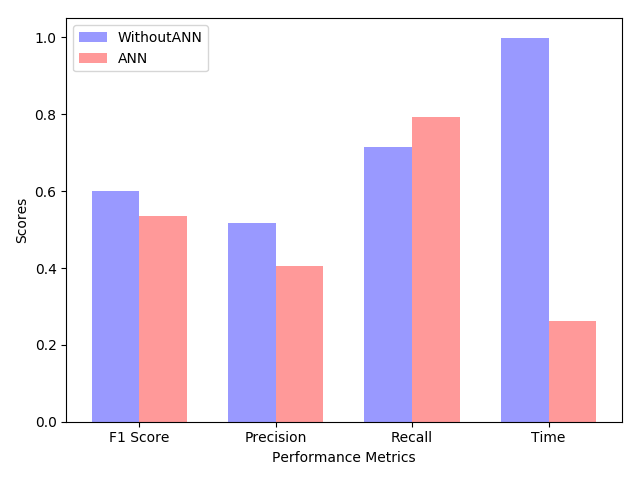 WithoutANN
ANN
1.0
0.8
0.6
0.4
0.2
0.0
Scores
F1 Score Precision Recall Time
Performance Metrics